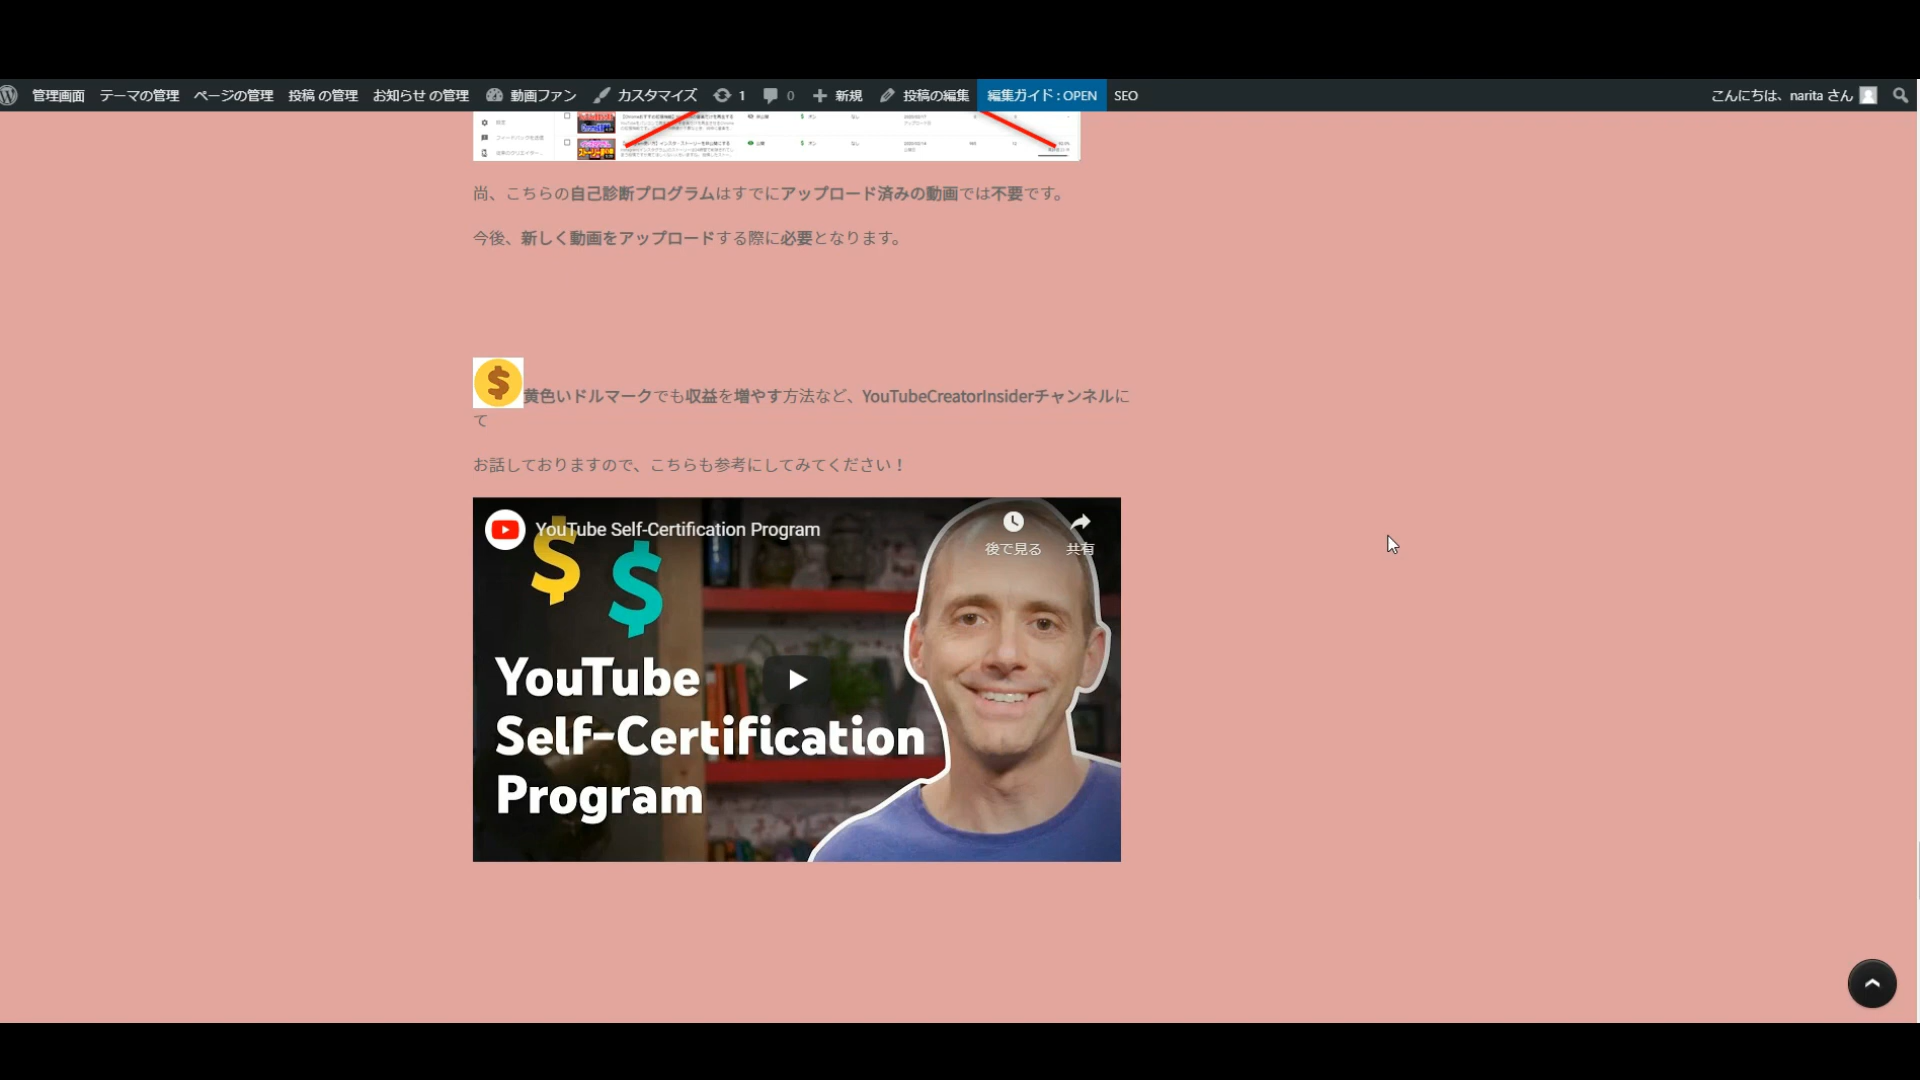 管理画面 テーマの管理 ページの管理 投稿 の管理 お知らせ の管理 動画ファン カスタマイズ 1 0 新規 投稿の編集 編集ガイド : OPEN SEO こんにちは、narita さん
尚、こちらの自己診断プログラムはすでにアップロード済みの動画では不要です。
今後、新しく動画をアップロードする際に必要となります。
黄色いドルマークでも収益を増やす方法など、YouTubeCreatorInsiderチャンネルに
て
お話しておりますので、こちらも参考にしてみてください！
YouTube Self-Certification Program
後で見る 共有
$ $
YouTube
Self-Certification
Program